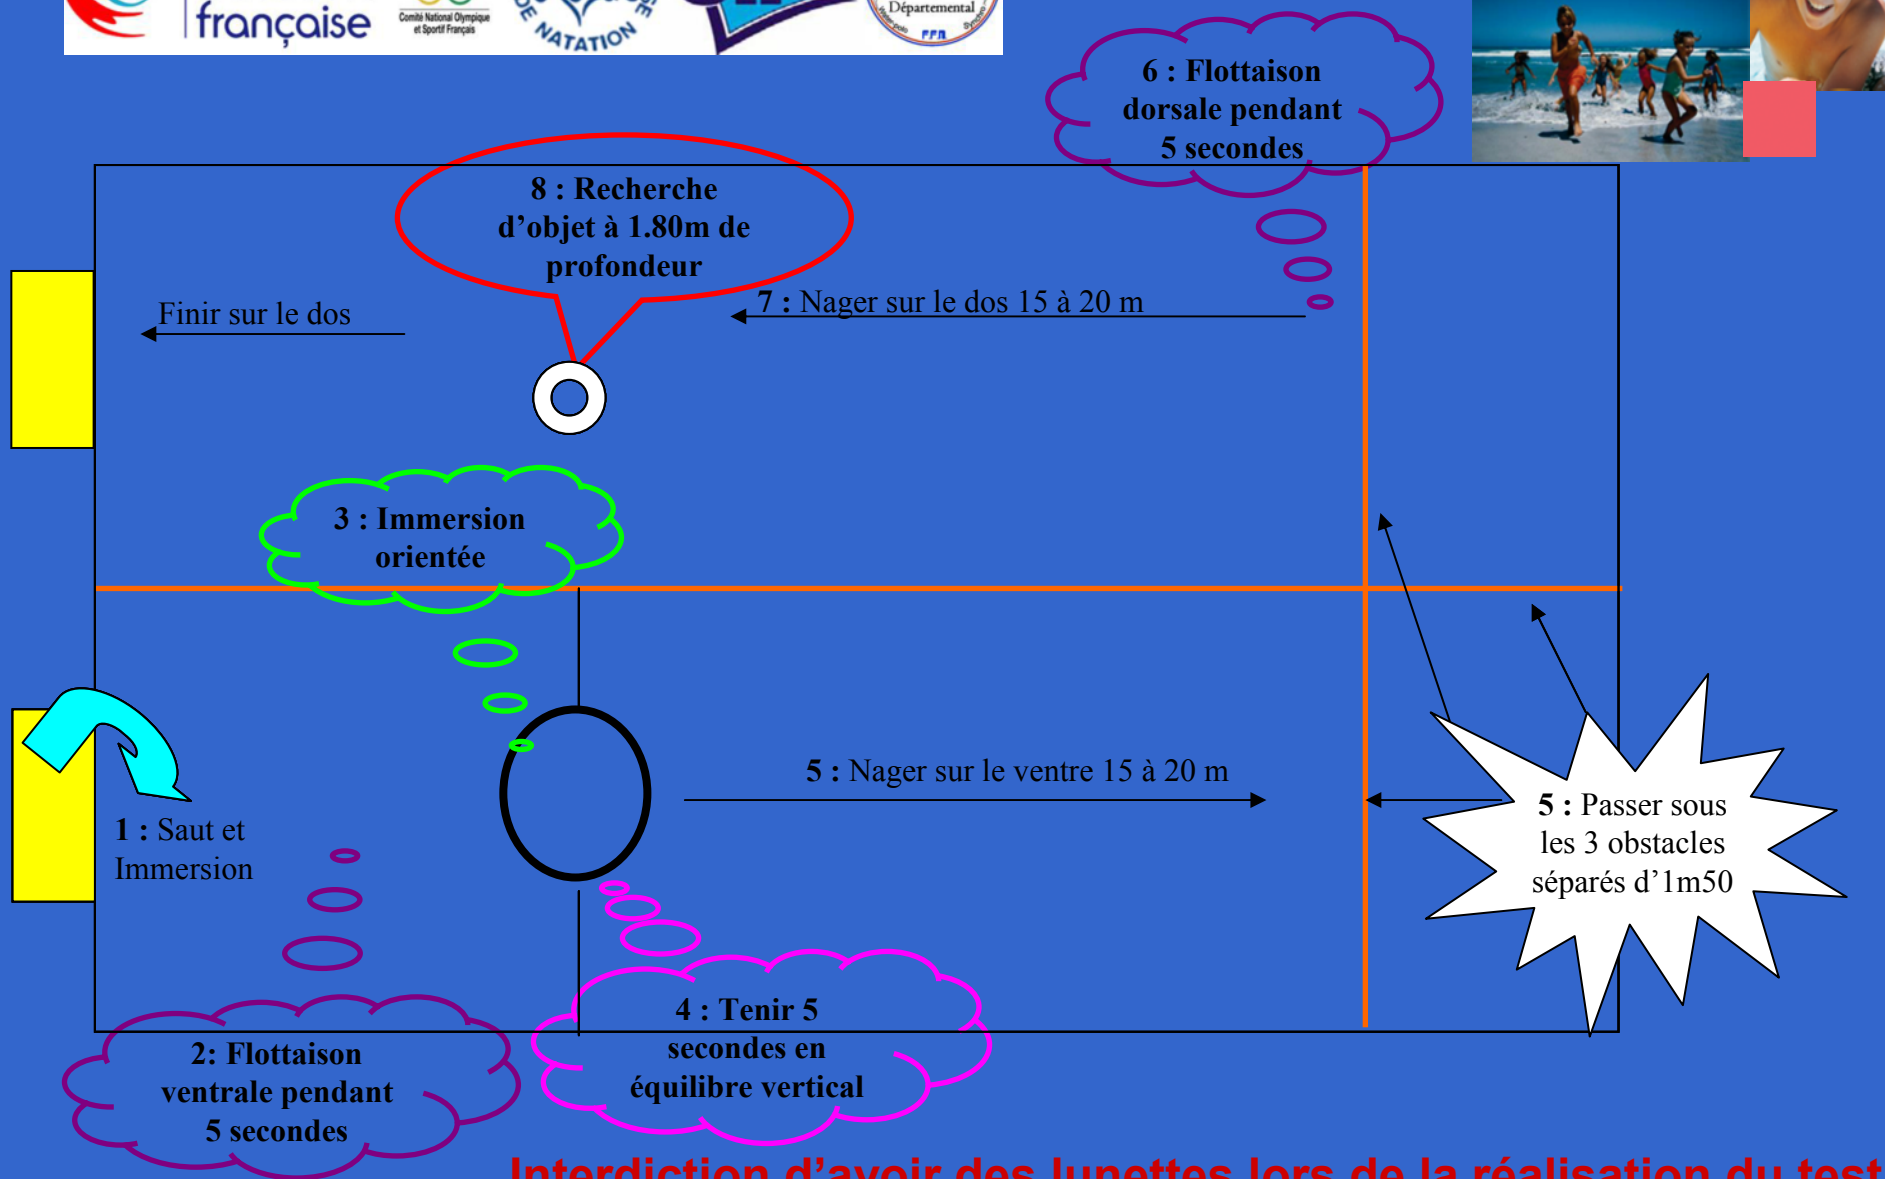 française
Comité National Olympique
et Sportif Français
DE NATATION
Départemental
FFN
6 : Flottaison
dorsale pendant
5 secondes
8 : Recherche
d’objet à 1.80m de
profondeur
7 : Nager sur le dos 15 à 20 m
Finir sur le dos
3 : Immersion
orientée
5 : Nager sur le ventre 15 à 20 m
5 : Passer sous
les 3 obstacles
séparés d’1m50
1 : Saut et
Immersion
4 : Tenir 5
secondes en
équilibre vertical
2: Flottaison
ventrale pendant
5 secondes
Interdiction d’avoir des lunettes lors de la réalisation du test